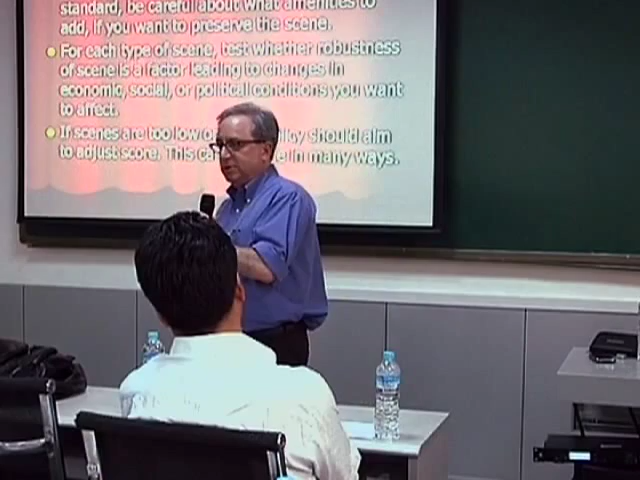 standard, be careful about what amenities to
add, if you want to preserve the scene.
For each type of scene, test whether robustness
of scene is a factor leading to changes in
economic, social, or political conditions you want
to affect.
If scenes are too low/ should aim
to adjust score. This in many ways.